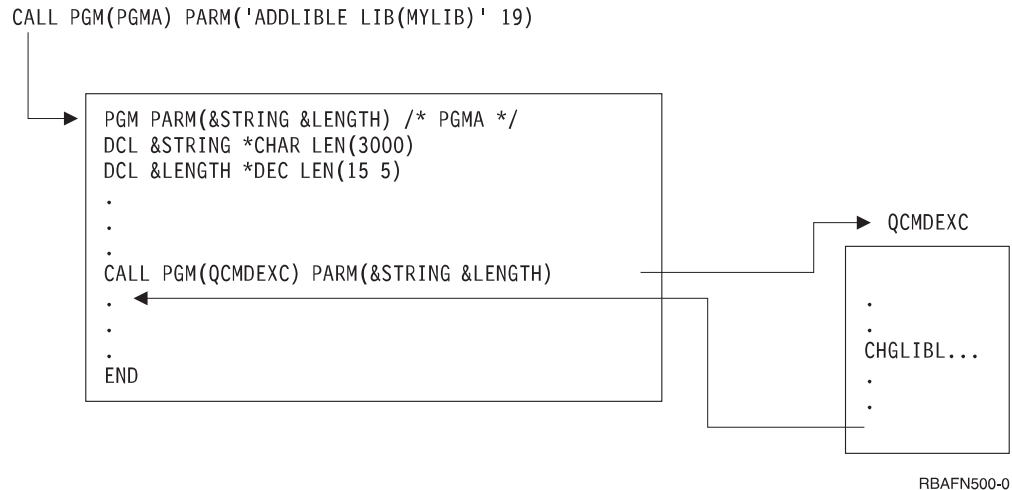 CALL PGM(PGMA) PARM('ADDLIBLE LIB(MYLIB)' 19)
PGM PARM(&STRING &LENGTH) /* PGMA */
DCL &STRING *CHAR LEN(3000)
DCL &LENGTH *DEC LEN(15 5)
.
.
.
CALL PGM(QCMDEXC) PARM(&STRING &LENGTH)
.
.
.
END
QCMDEXC
.
.
CHGLIBL...
.
.
RBAFN500-0